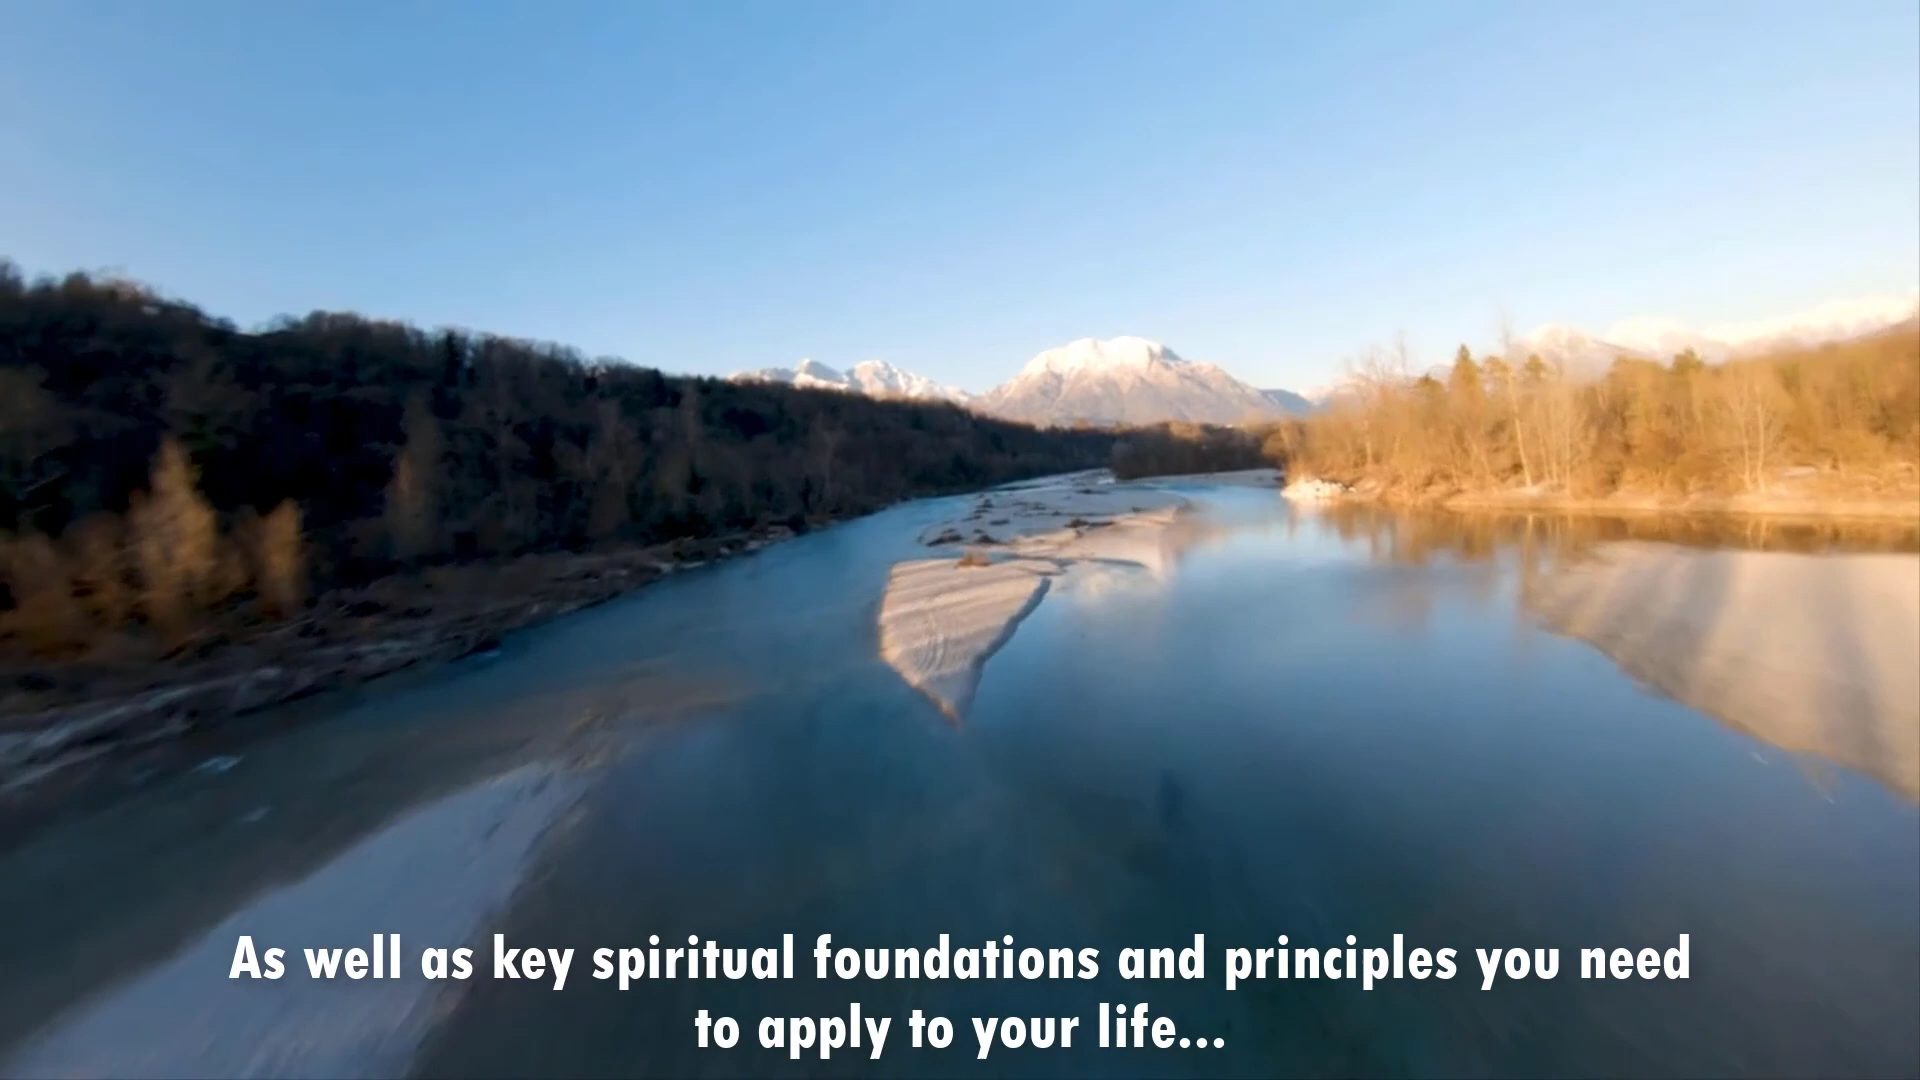 As well as key spiritual foundations and principles you need
to apply to your life...